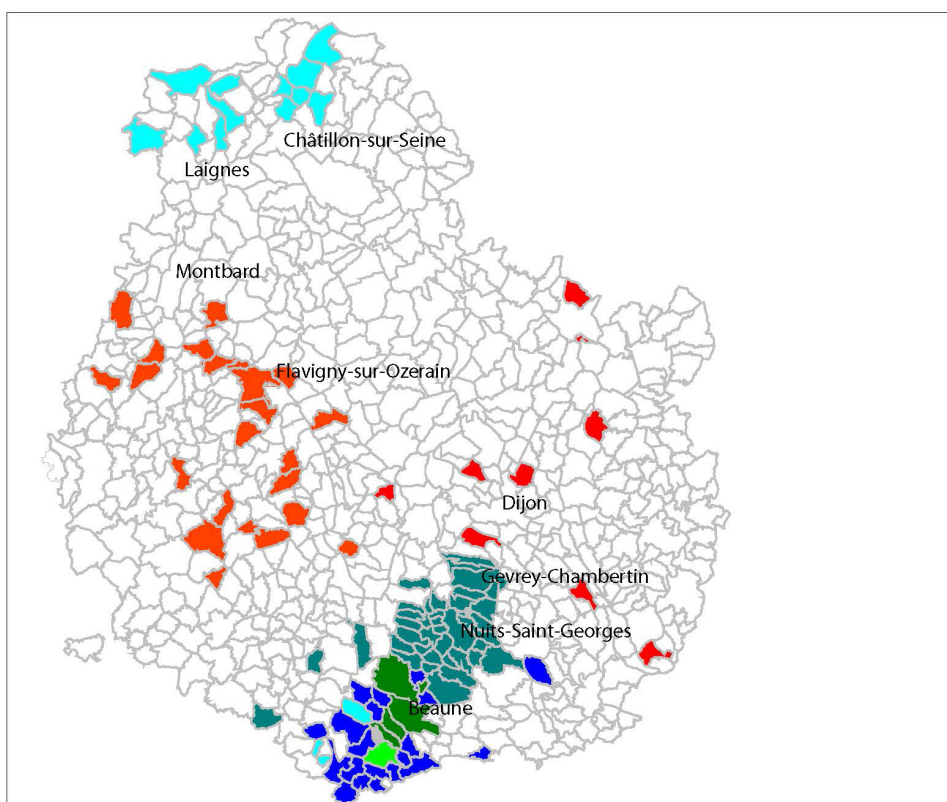 Châtillon-sur-Seine
Laignes
Montbard
Flavigny-sur-Ozerain
Dijon
Gevrey-Chambertin
Nuits-Saint-Georges
Beaune